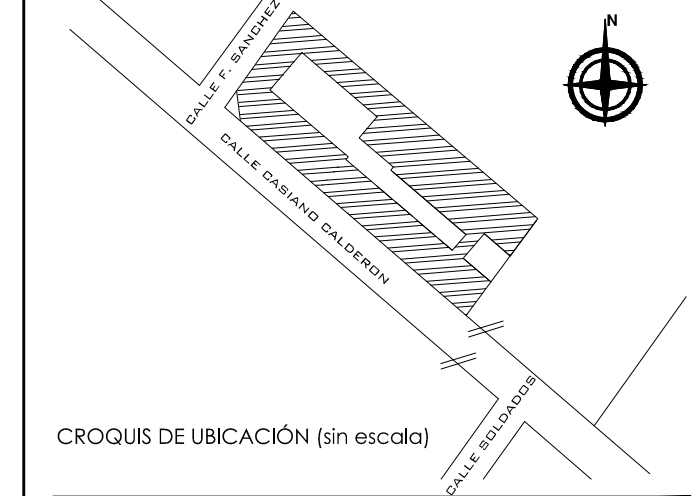 N
CALLE F. SANCHEZ
CALLE CASIANO CALDERON
CALLE SOLDADOS
CROQUIS DE UBICACIÓN (sin escala)